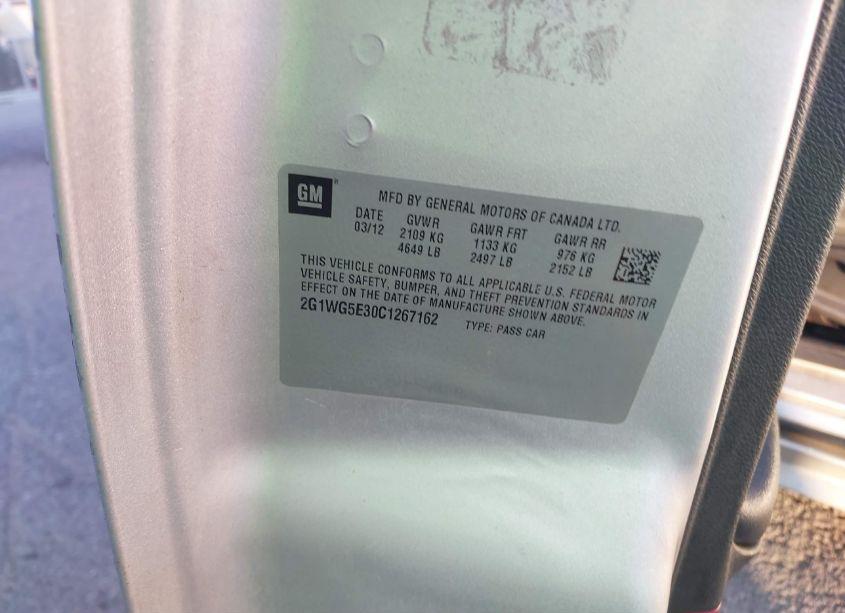 GM
MFD BY GENERAL MOTORS OF CANADA LTD.
DATE GVWR GAWR FRT GAWR RR
03/12 2109 KG 1133 KG 976 KG
4649 LB 2497 LB 2152 LB
THIS VEHICLE CONFORMS TO ALL APPLICABLE U.S. FEDERAL MOTOR
VEHICLE SAFETY, BUMPER, AND THEFT PREVENTION STANDARDS IN
EFFECT ON THE DATE OF MANUFACTURE SHOWN ABOVE.
2G1WG5E30C1267162 TYPE: PASS CAR